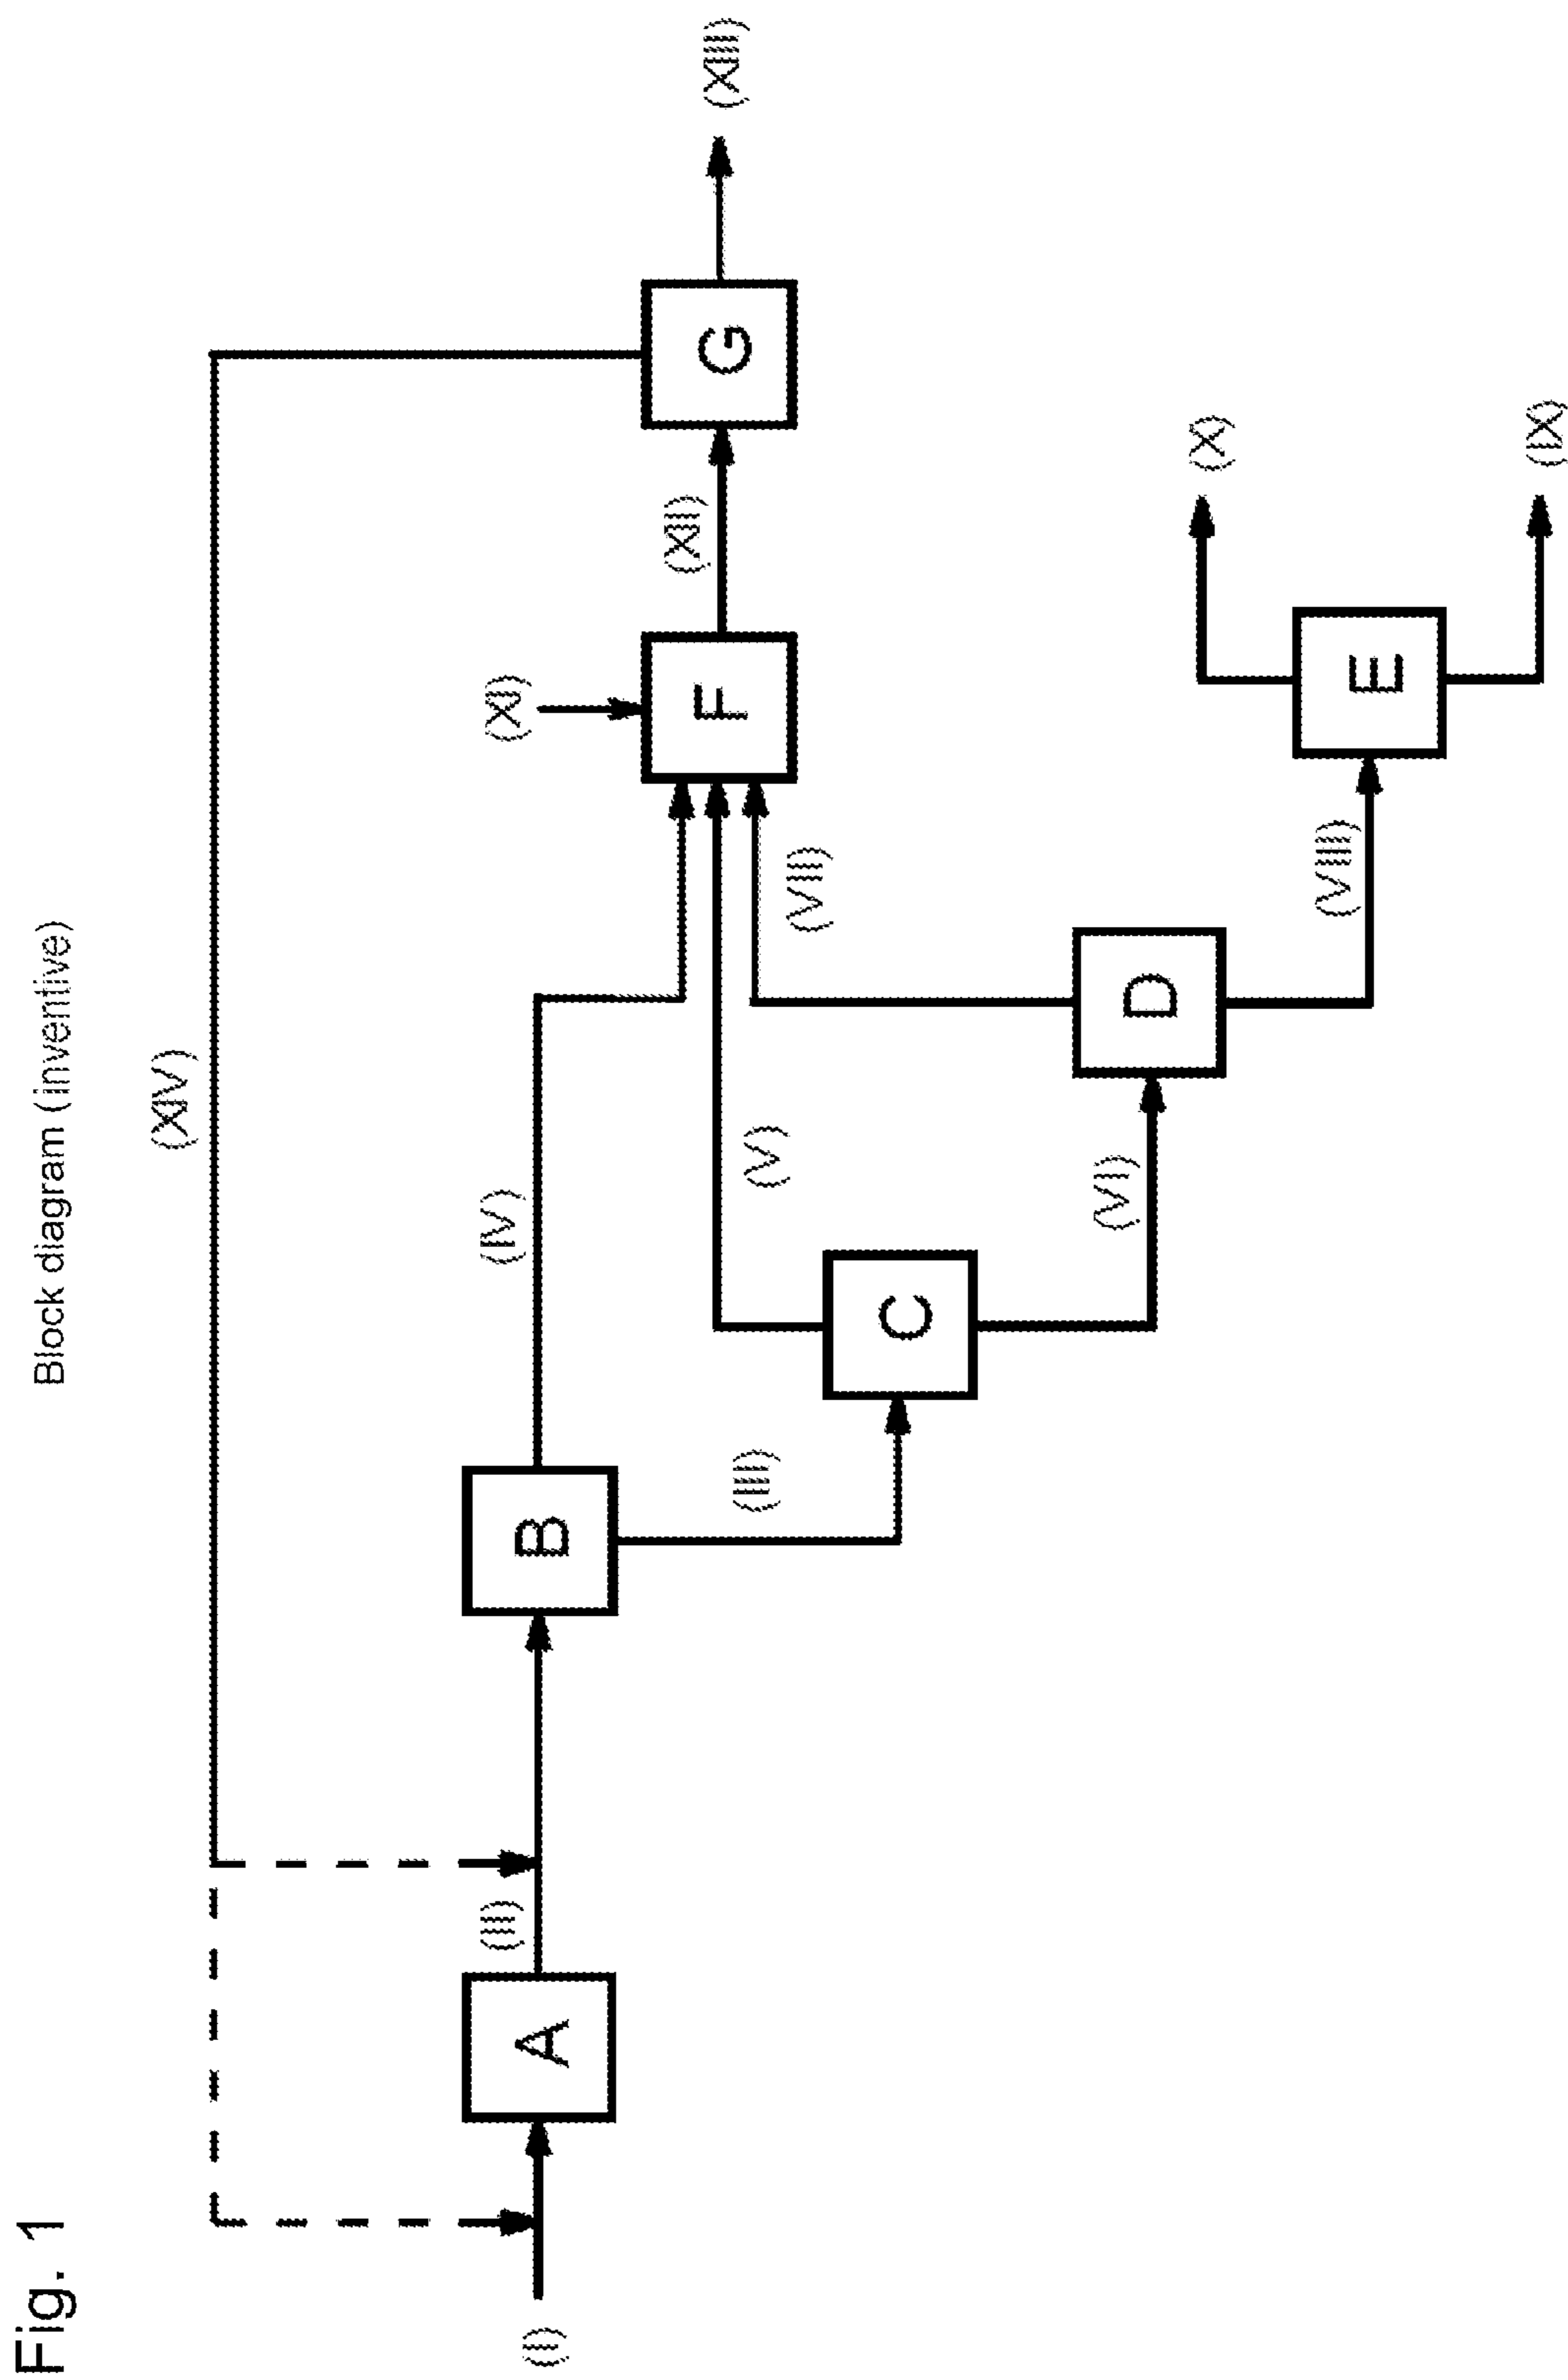 Fig. 1
Block diagram (inventive)
(XIV)
(I)
A
(II)
B
(IV)
(III)
C
(V)
(VI)
D
(VII)
(VIII)
E
(X)
(IX)
(XI)
F
(XII)
G
(XIII)